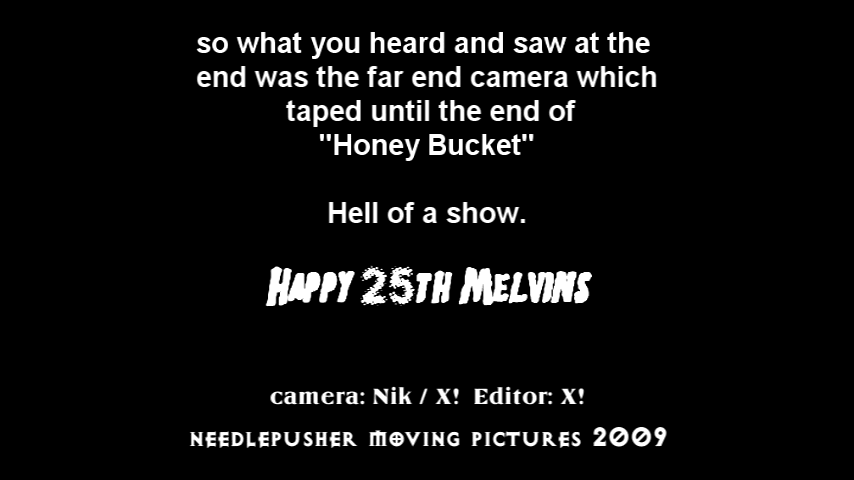 so what you heard and saw at the
end was the far end camera which
taped until the end of
"Honey Bucket"
Hell of a show.
Happy 25th Melvins
camera: Nik / X! Editor: X!
NEEDLEPUSHER MOVING PICTURES 2009